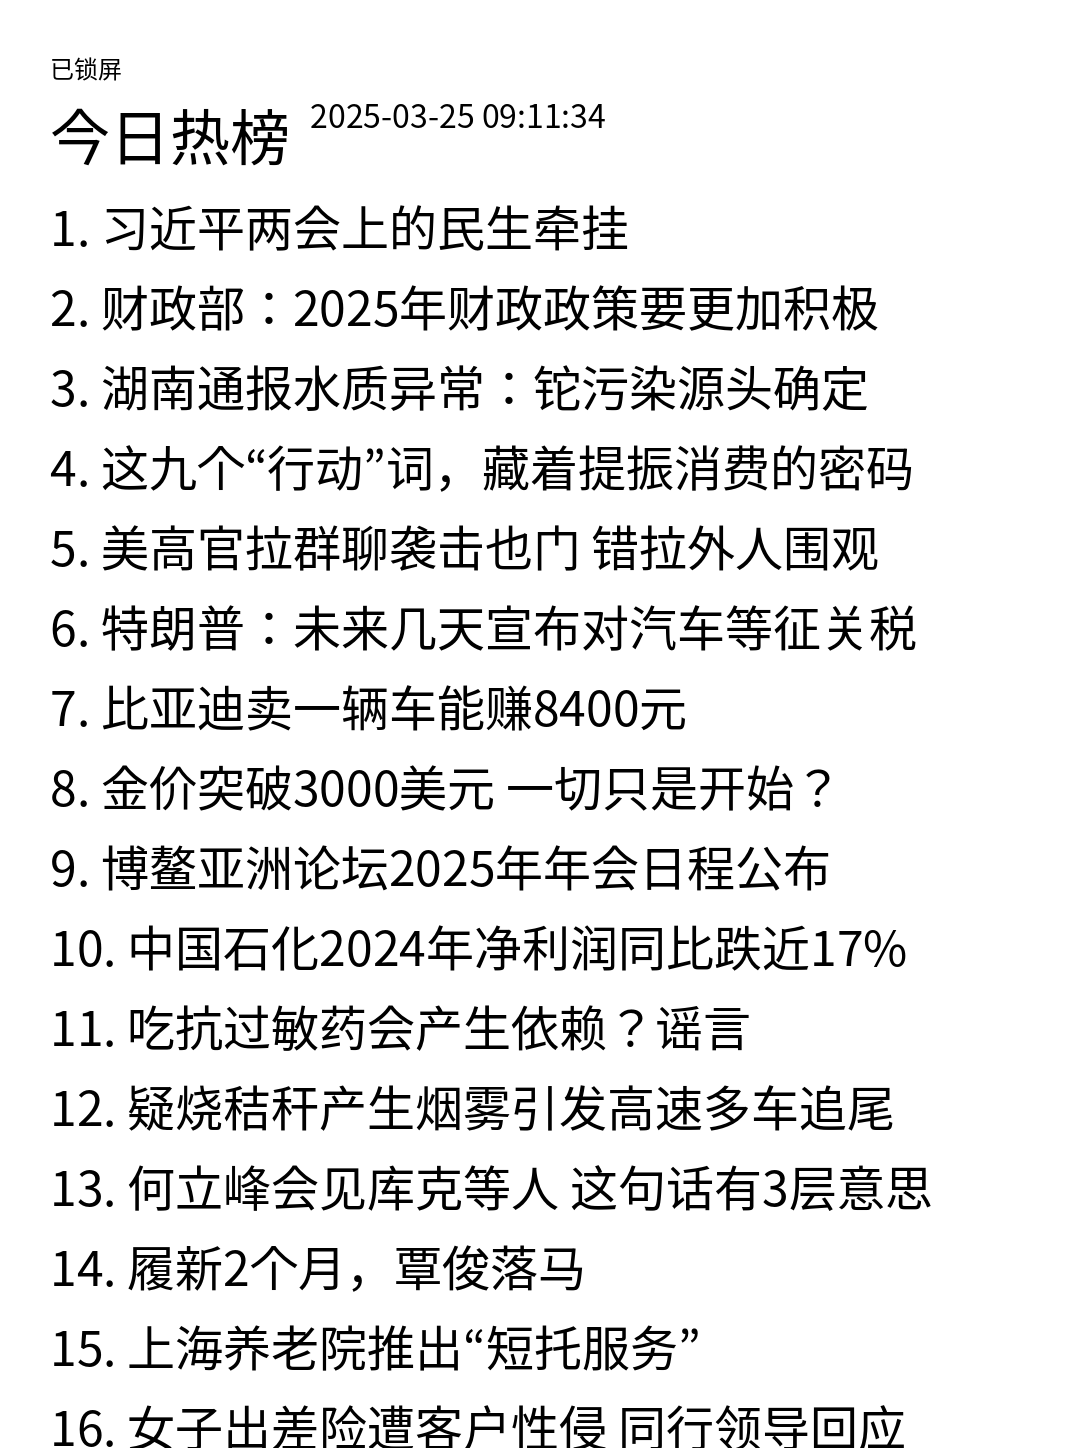 已锁屏
今日热榜 2025-03-25 09:11:34
1. 习近平两会上的民生牵挂
2. 财政部：2025年财政政策要更加积极
3. 湖南通报水质异常：铊污染源头确定
4. 这九个“行动”词，藏着提振消费的密码
5. 美高官拉群聊袭击也门 错拉外人围观
6. 特朗普：未来几天宣布对汽车等征关税
7. 比亚迪卖一辆车能赚8400元
8. 金价突破3000美元 一切只是开始？
9. 博鳌亚洲论坛2025年年会日程公布
10. 中国石化2024年净利润同比跌近17%
11. 吃抗过敏药会产生依赖？谣言
12. 疑烧秸秆产生烟雾引发高速多车追尾
13. 何立峰会见库克等人 这句话有3层意思
14. 履新2个月，覃俊落马
15. 上海养老院推出“短托服务”
16. 女子出差险遭客户性侵 同行领导回应